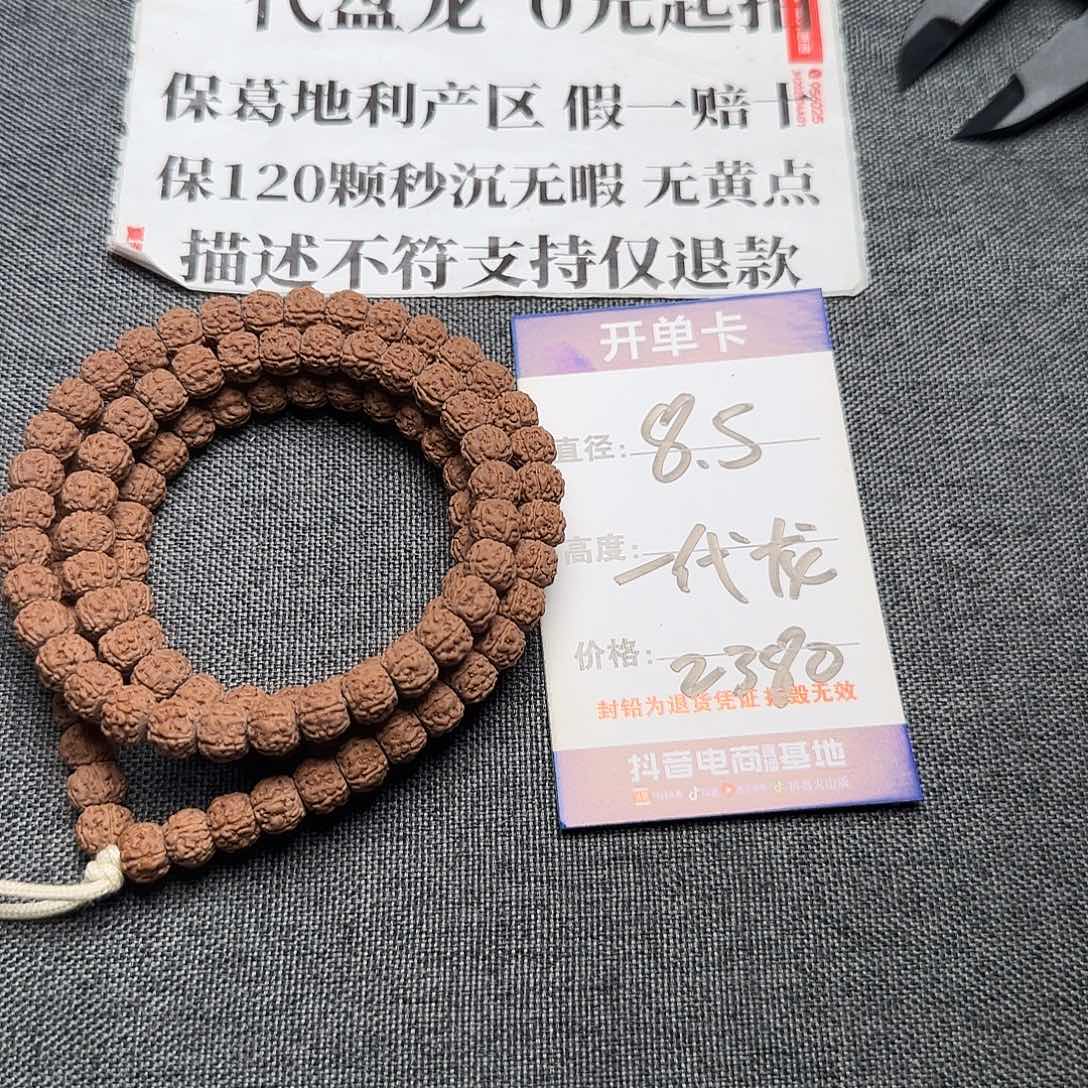 代盘龙 0元起拍
保葛地利产区 假一赔十
保120颗秒沉无暇 无黄点
描述不符支持仅退款
开单卡
直径: 8.5
高度: 一代龙
价格: 2380
封铅为退货凭证 损毁无效
抖音电商直播基地